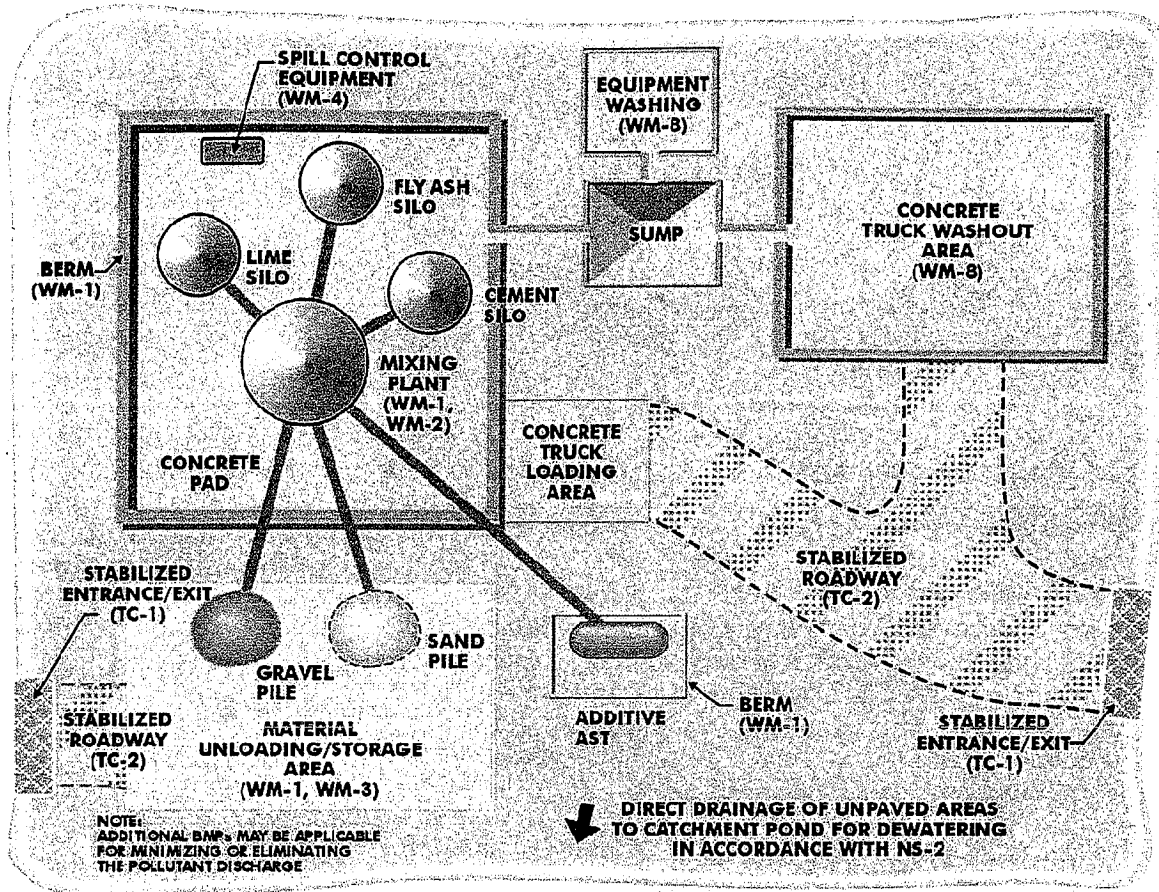 SPILL CONTROL
EQUIPMENT
(WM-4)
EQUIPMENT
WASHING
(WM-8)
FLY ASH
SILO
LIME
SILO
BERM
(WM-1)
CEMENT
SILO
SUMP
CONCRETE
TRUCK WASHOUT
AREA
(WM-8)
MIXING
PLANT
(WM-1,
WM-2)
CONCRETE
PAD
CONCRETE
TRUCK
LOADING
AREA
STABILIZED
ENTRANCE/EXIT
(TC-1)
STABILIZED
ROADWAY
(TC-2)
GRAVEL
PILE
SAND
PILE
STABILIZED
ROADWAY
(TC-2)
MATERIAL
UNLOADING/STORAGE
AREA
(WM-1, WM-3)
ADDITIVE
AST
BERM
(WM-1)
STABILIZED
ENTRANCE/EXIT
(TC-1)
NOTE:
ADDITIONAL BMPs MAY BE APPLICABLE
FOR MINIMIZING OR ELIMINATING
THE POLLUTANT DISCHARGE
DIRECT DRAINAGE OF UNPAVED AREAS
TO CATCHMENT POND FOR DEWATERING
IN ACCORDANCE WITH NS-2